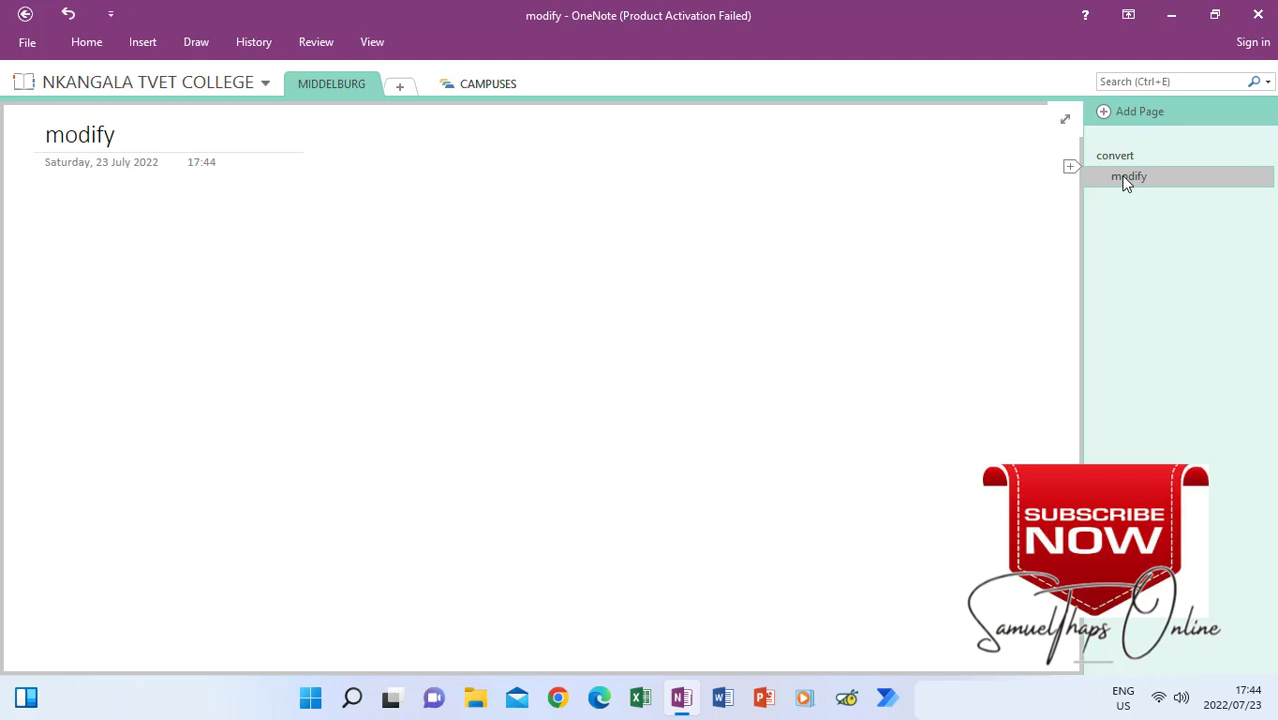 modify - OneNote (Product Activation Failed)
?
File
Home
Insert
Draw
History
Review
View
Sign in
NKANGALA TVET COLLEGE
MIDDELBURG
CAMPUSES
Search (Ctrl+E)
Add Page
modify
Saturday, 23 July 2022 17:44
convert
modify
SUBSCRIBE
NOW
SamuelThaps Online
ENG
US
17:44
2022/07/23